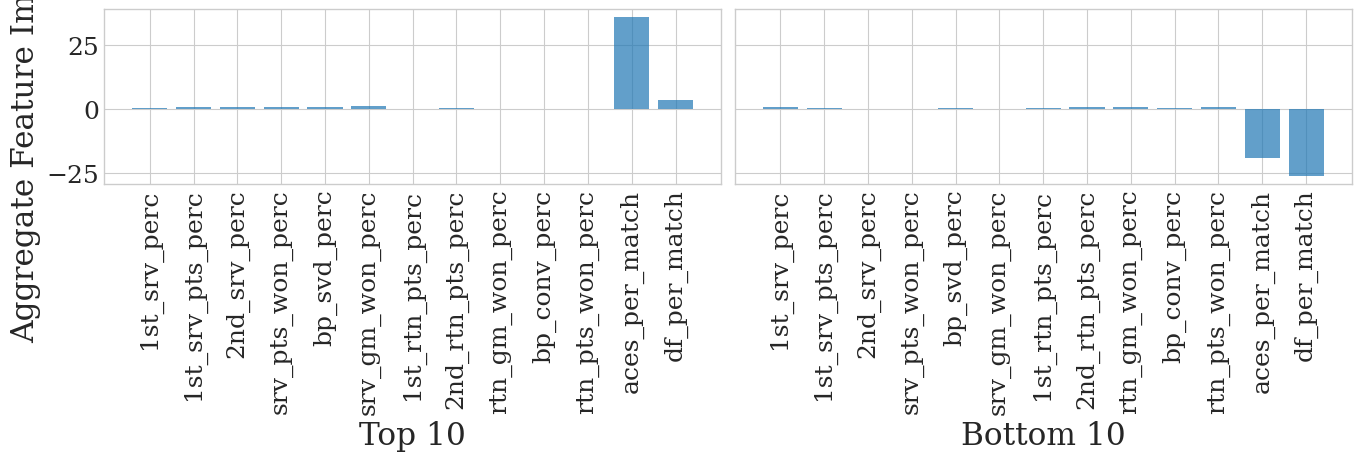 Aggregate Feature Im
25
0
−25
1st_srv_perc
1st_srv_pts_perc
2nd_srv_perc
srv_pts_won_perc
bp_svd_perc
srv_gm_won_perc
1st_rtn_pts_perc
2nd_rtn_pts_perc
rtn_gm_won_perc
bp_conv_perc
rtn_pts_won_perc
aces_per_match
df_per_match
Top 10
1st_srv_perc
1st_srv_pts_perc
2nd_srv_perc
srv_pts_won_perc
bp_svd_perc
srv_gm_won_perc
1st_rtn_pts_perc
2nd_rtn_pts_perc
rtn_gm_won_perc
bp_conv_perc
rtn_pts_won_perc
aces_per_match
df_per_match
Bottom 10